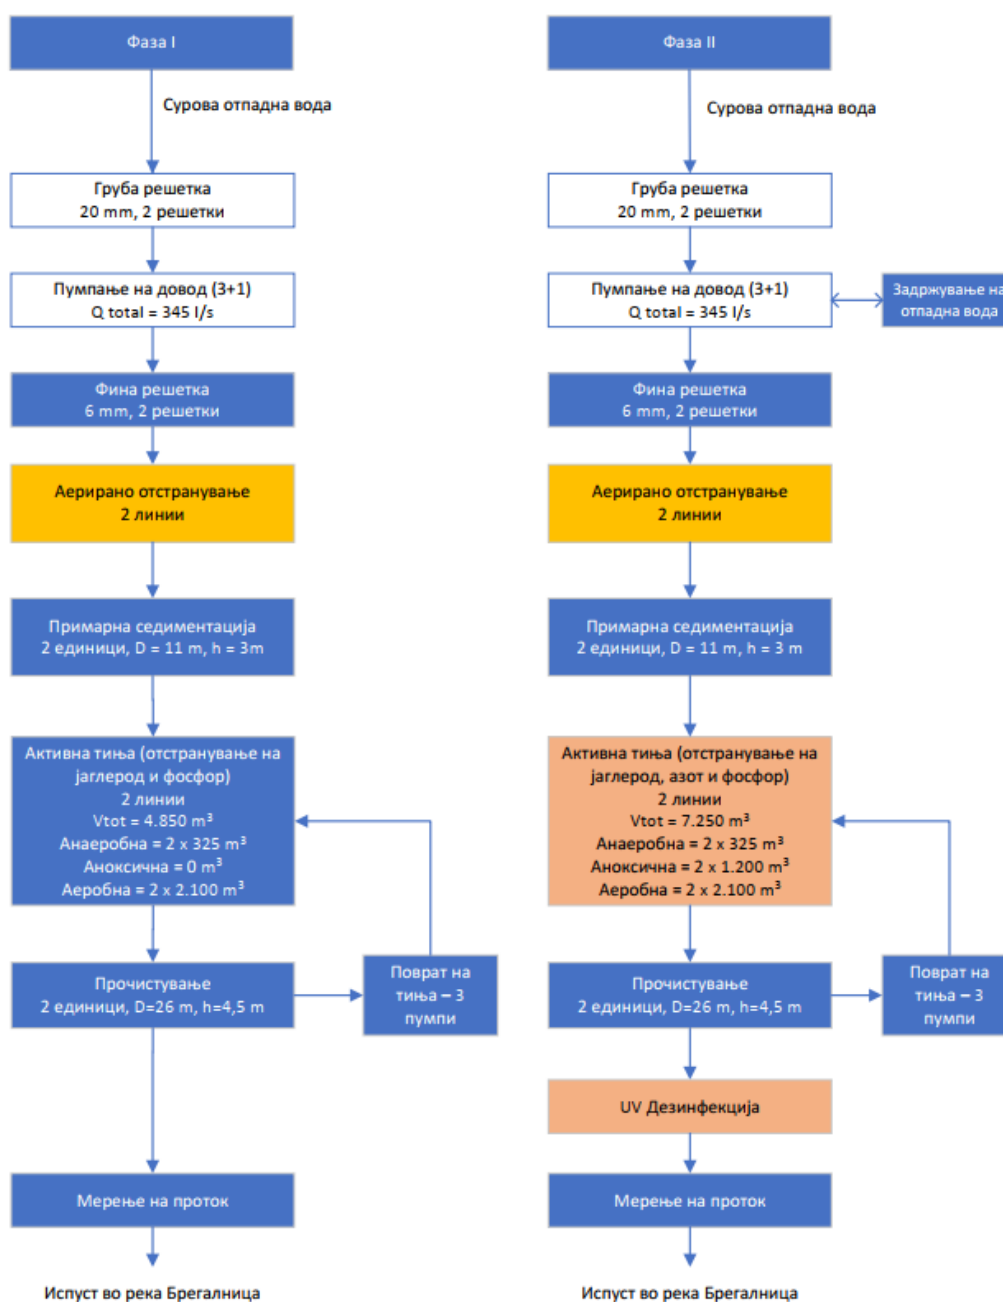 Фаза I
Сурова отпадна вода
Груба решетка
20 mm, 2 решетки
Пумпање на довод (3+1)
Q total = 345 l/s
Фина решетка
6 mm, 2 решетки
Аерирано отстранување
2 линии
Примарна седиментација
2 единици, D = 11 m, h = 3m
Активна тиња (отстранување на
јаглерод и фосфор)
2 линии
Vtot = 4.850 m³
Анаеробна = 2 x 325 m³
Аноксична = 0 m³
Аеробна = 2 x 2.100 m³
Прочистување
2 единици, D=26 m, h=4,5 m
Поврат на
тиња – 3
пумпи
Мерење на проток
Испуст во река Брегалница
Фаза II
Сурова отпадна вода
Груба решетка
20 mm, 2 решетки
Пумпање на довод (3+1)
Q total = 345 l/s
Задржување на
отпадна вода
Фина решетка
6 mm, 2 решетки
Аерирано отстранување
2 линии
Примарна седиментација
2 единици, D = 11 m, h = 3 m
Активна тиња (отстранување на
јаглерод, азот и фосфор)
2 линии
Vtot = 7.250 m³
Анаеробна = 2 x 325 m³
Аноксична = 2 x 1.200 m³
Аеробна = 2 x 2.100 m³
Прочистување
2 единици, D=26 m, h=4,5 m
Поврат на
тиња – 3
пумпи
UV Дезинфекција
Мерење на проток
Испуст во река Брегалница